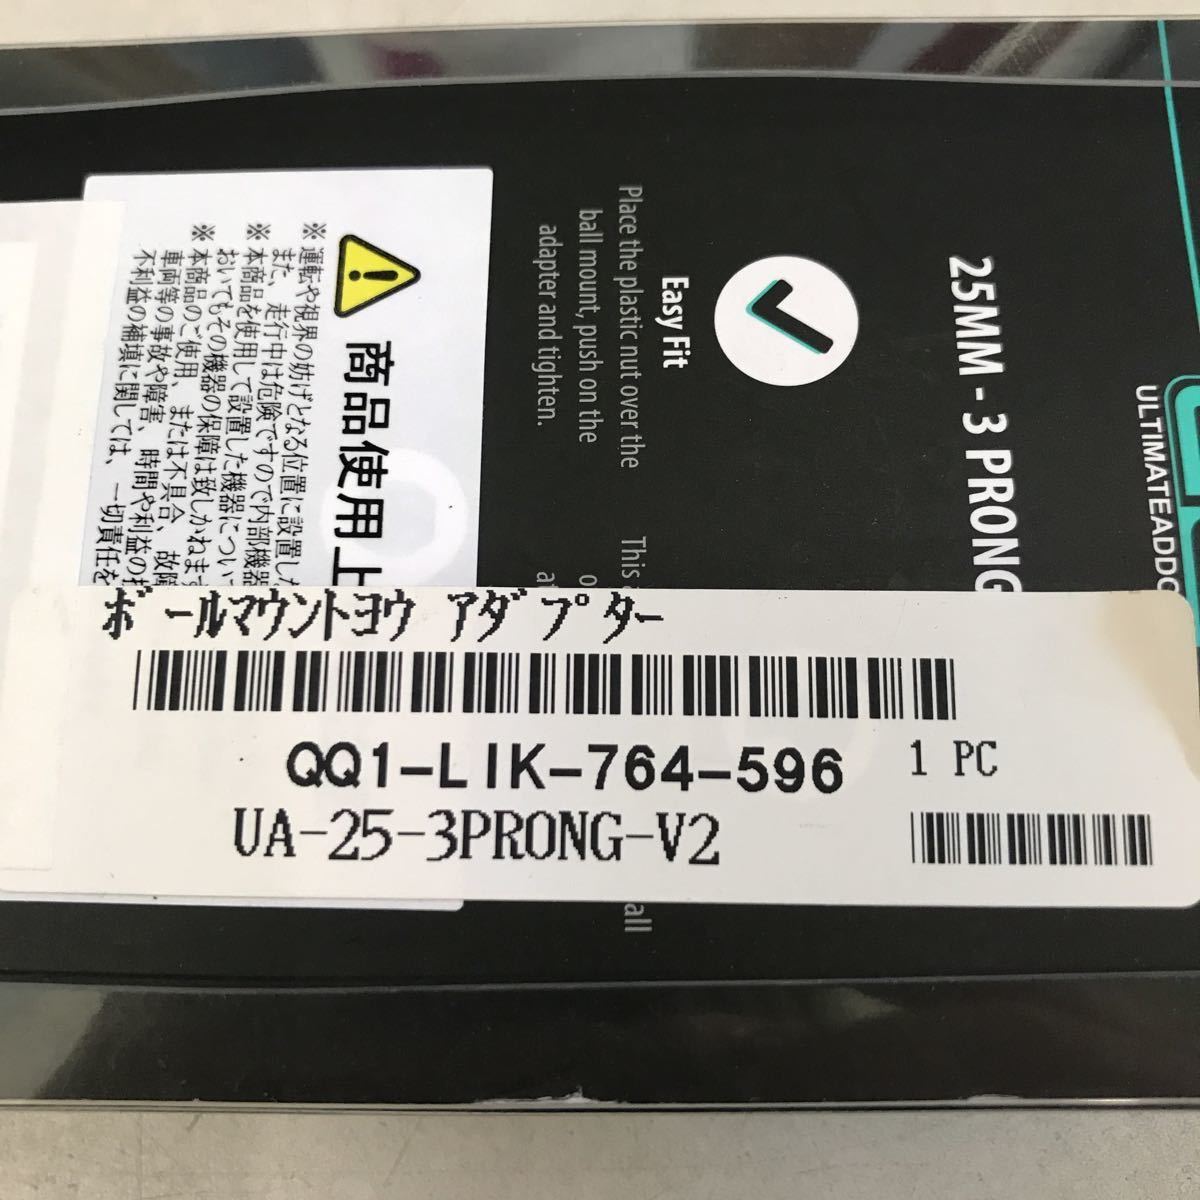 ボールマウントヨウ アダプター
QQ1-LIK-764-596
1 PC
UA-25-3PRONG-V2
25MM - 3 PRONG
Easy Fit
Place the plastic nut over the
ball mount, push on the
adapter and tighten.
This
all
商品使用上
※運転や視界の妨げとなる位置に設置した
また、走行中は危険ですので内部機器
※本商品を使用して設置した機器につい
おいてもその機器の保障は致しかねます
※本商品のご使用、または不具合、故障
車両等の事故や障害、時間や利益の
不利益の補填に関しては、一切責任を